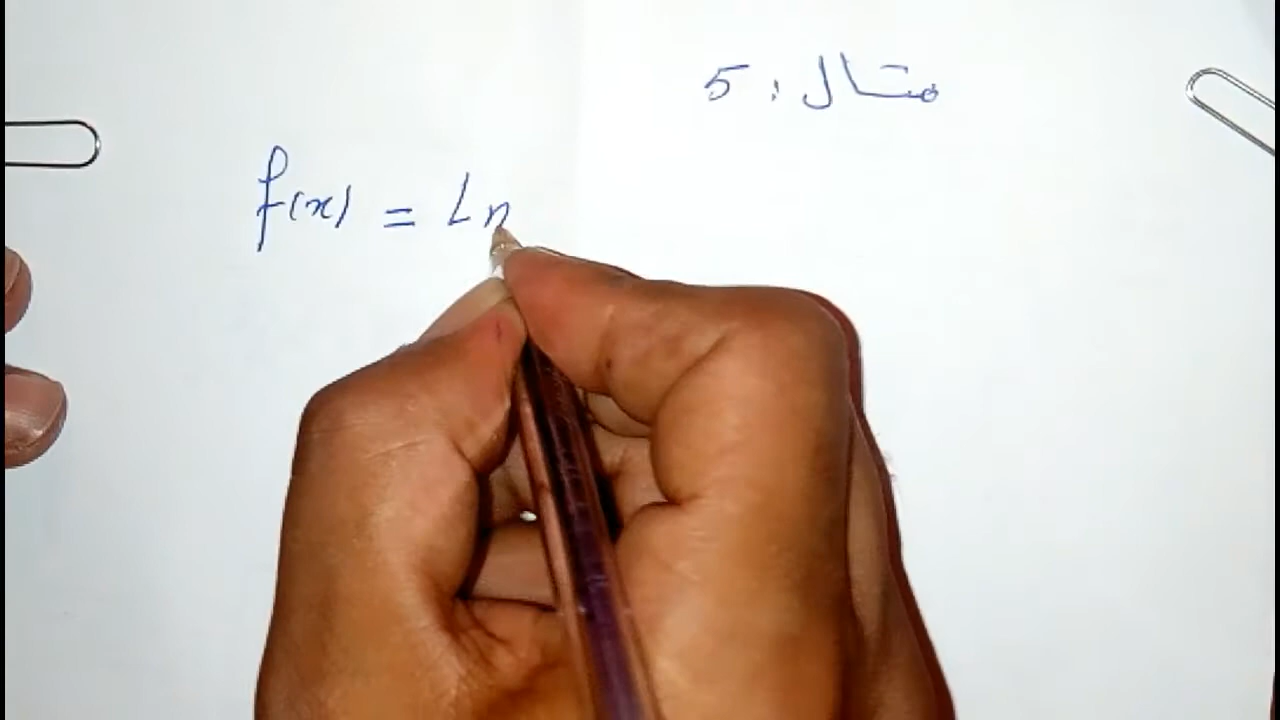 مثال : 5
f(x) = Ln